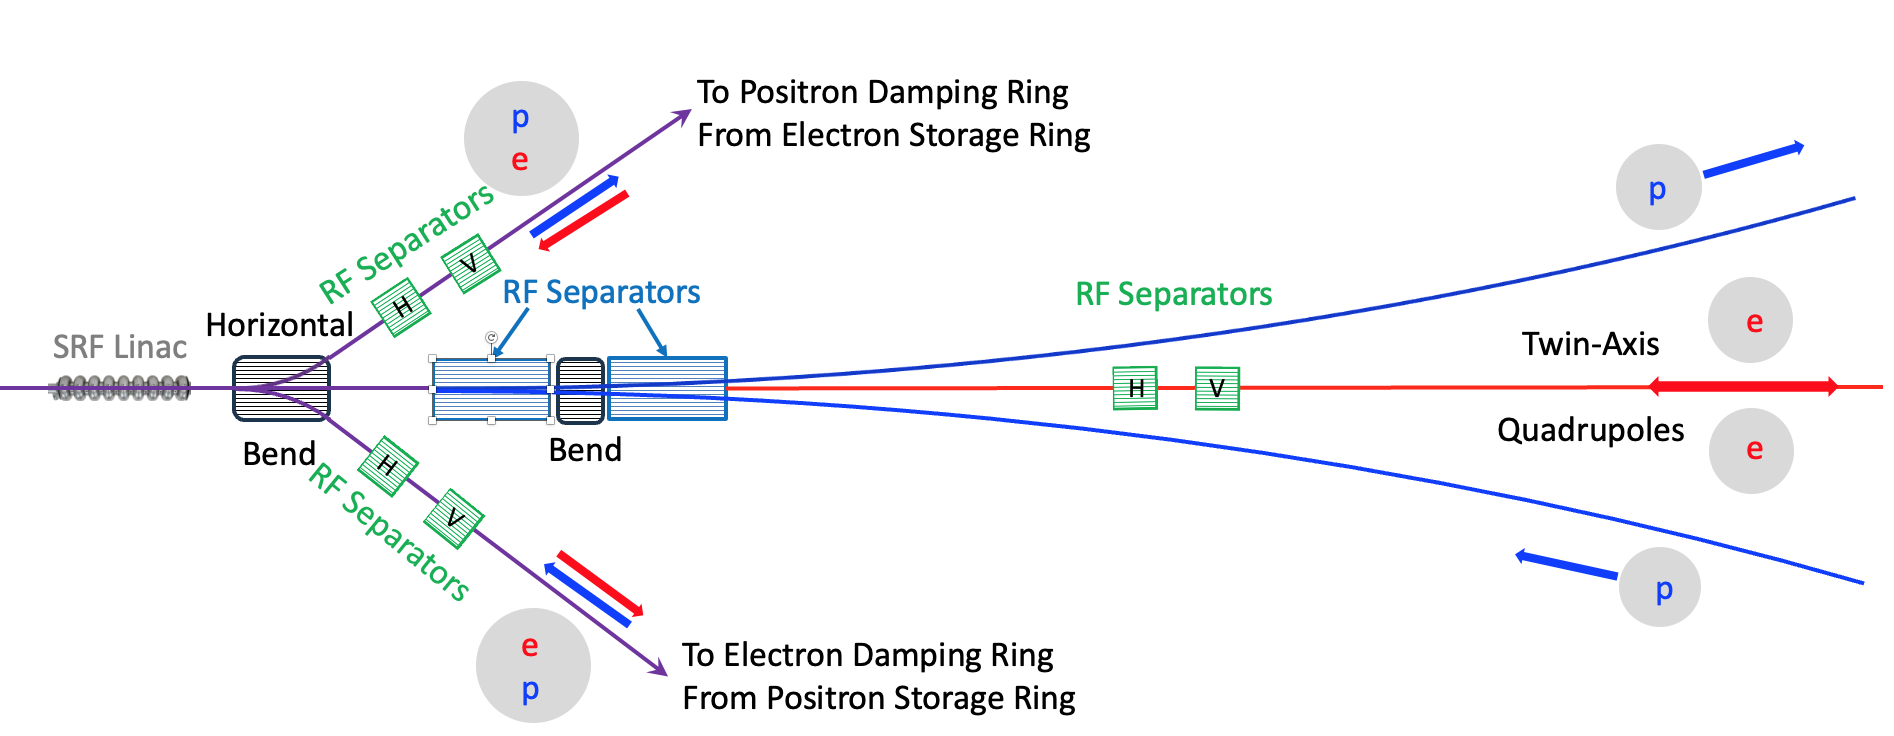 To Positron Damping Ring
From Electron Storage Ring
p
e
RF Separators
H
V
RF Separators
RF Separators
p
Horizontal
SRF Linac
Bend
Bend
H
V
Twin-Axis
Quadrupoles
e
e
H
V
RF Separators
e
p
To Electron Damping Ring
From Positron Storage Ring
p